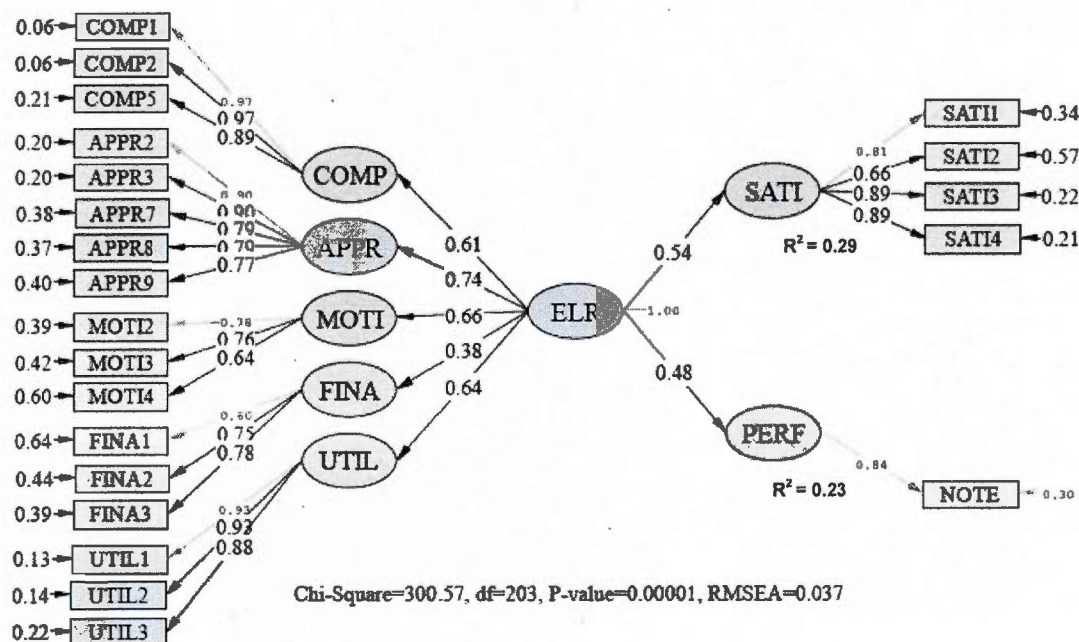 0.06 COMP1
0.06 COMP2
0.21 COMP5
0.20 APPR2
0.20 APPR3
0.38 APPR7
0.37 APPR8
0.40 APPR9
0.39 MOTI2
0.42 MOTI3
0.60 MOTI4
0.64 FINA1
0.44 FINA2
0.39 FINA3
0.13 UTIL1
0.14 UTIL2
0.22 UTIL3
0.97
0.97
0.89
0.90
0.90
0.79
0.79
0.77
0.78
0.76
0.64
0.60
0.75
0.78
0.93
0.93
0.88
COMP
APPR
MOTI
FINA
UTIL
0.61
0.74
0.66
0.38
0.64
ELR
1.00
0.54
0.48
SATI
R² = 0.29
PERF
R² = 0.23
0.81
0.66
0.89
0.89
0.84
SATI1 0.34
SATI2 0.57
SATI3 0.22
SATI4 0.21
NOTE 0.30
Chi-Square=300.57, df=203, P-value=0.00001, RMSEA=0.037